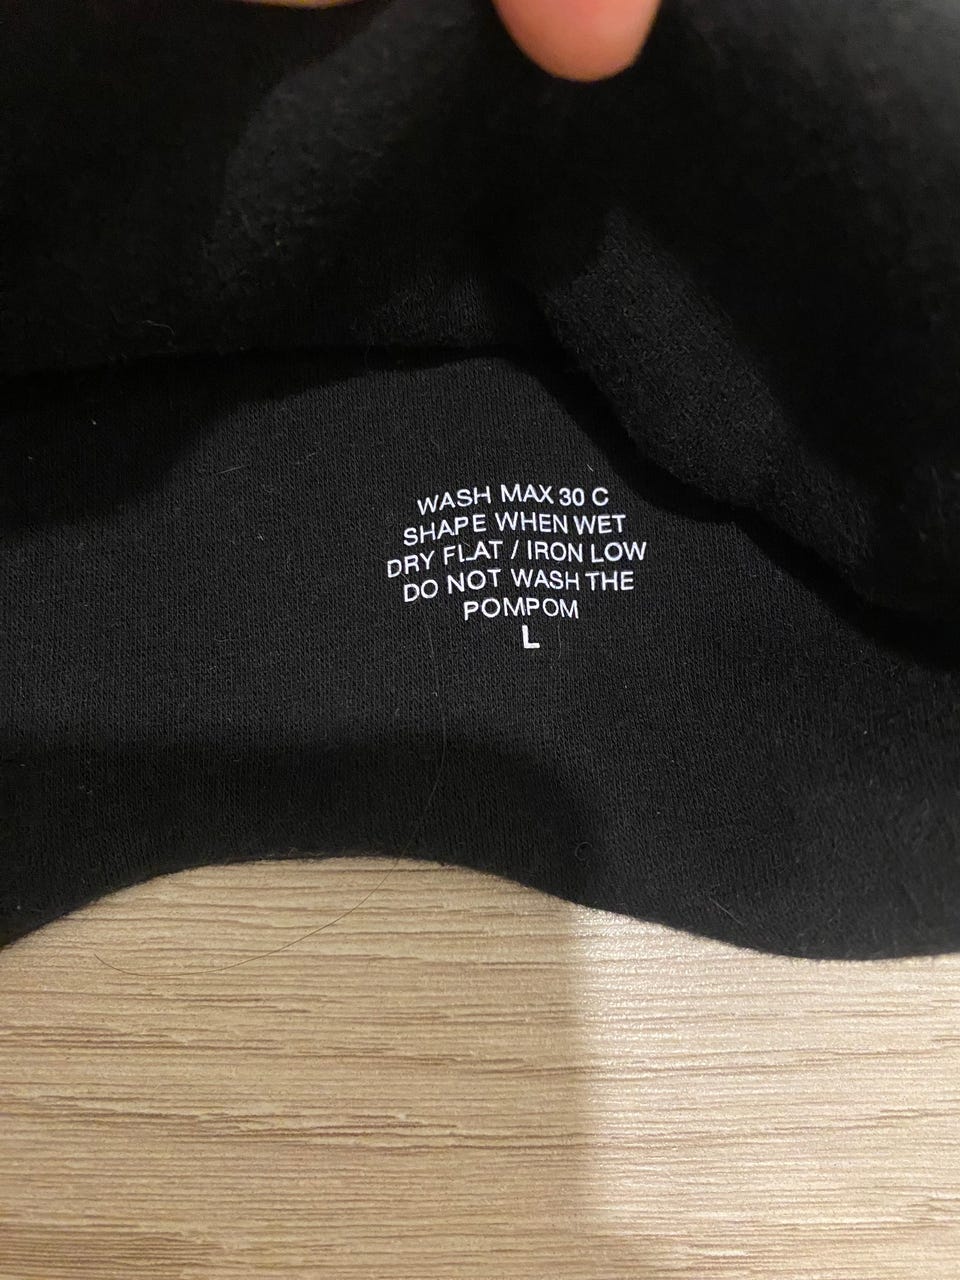 WASH MAX 30 C
SHAPE WHEN WET
DRY FLAT / IRON LOW
DO NOT WASH THE
POMPOM
L